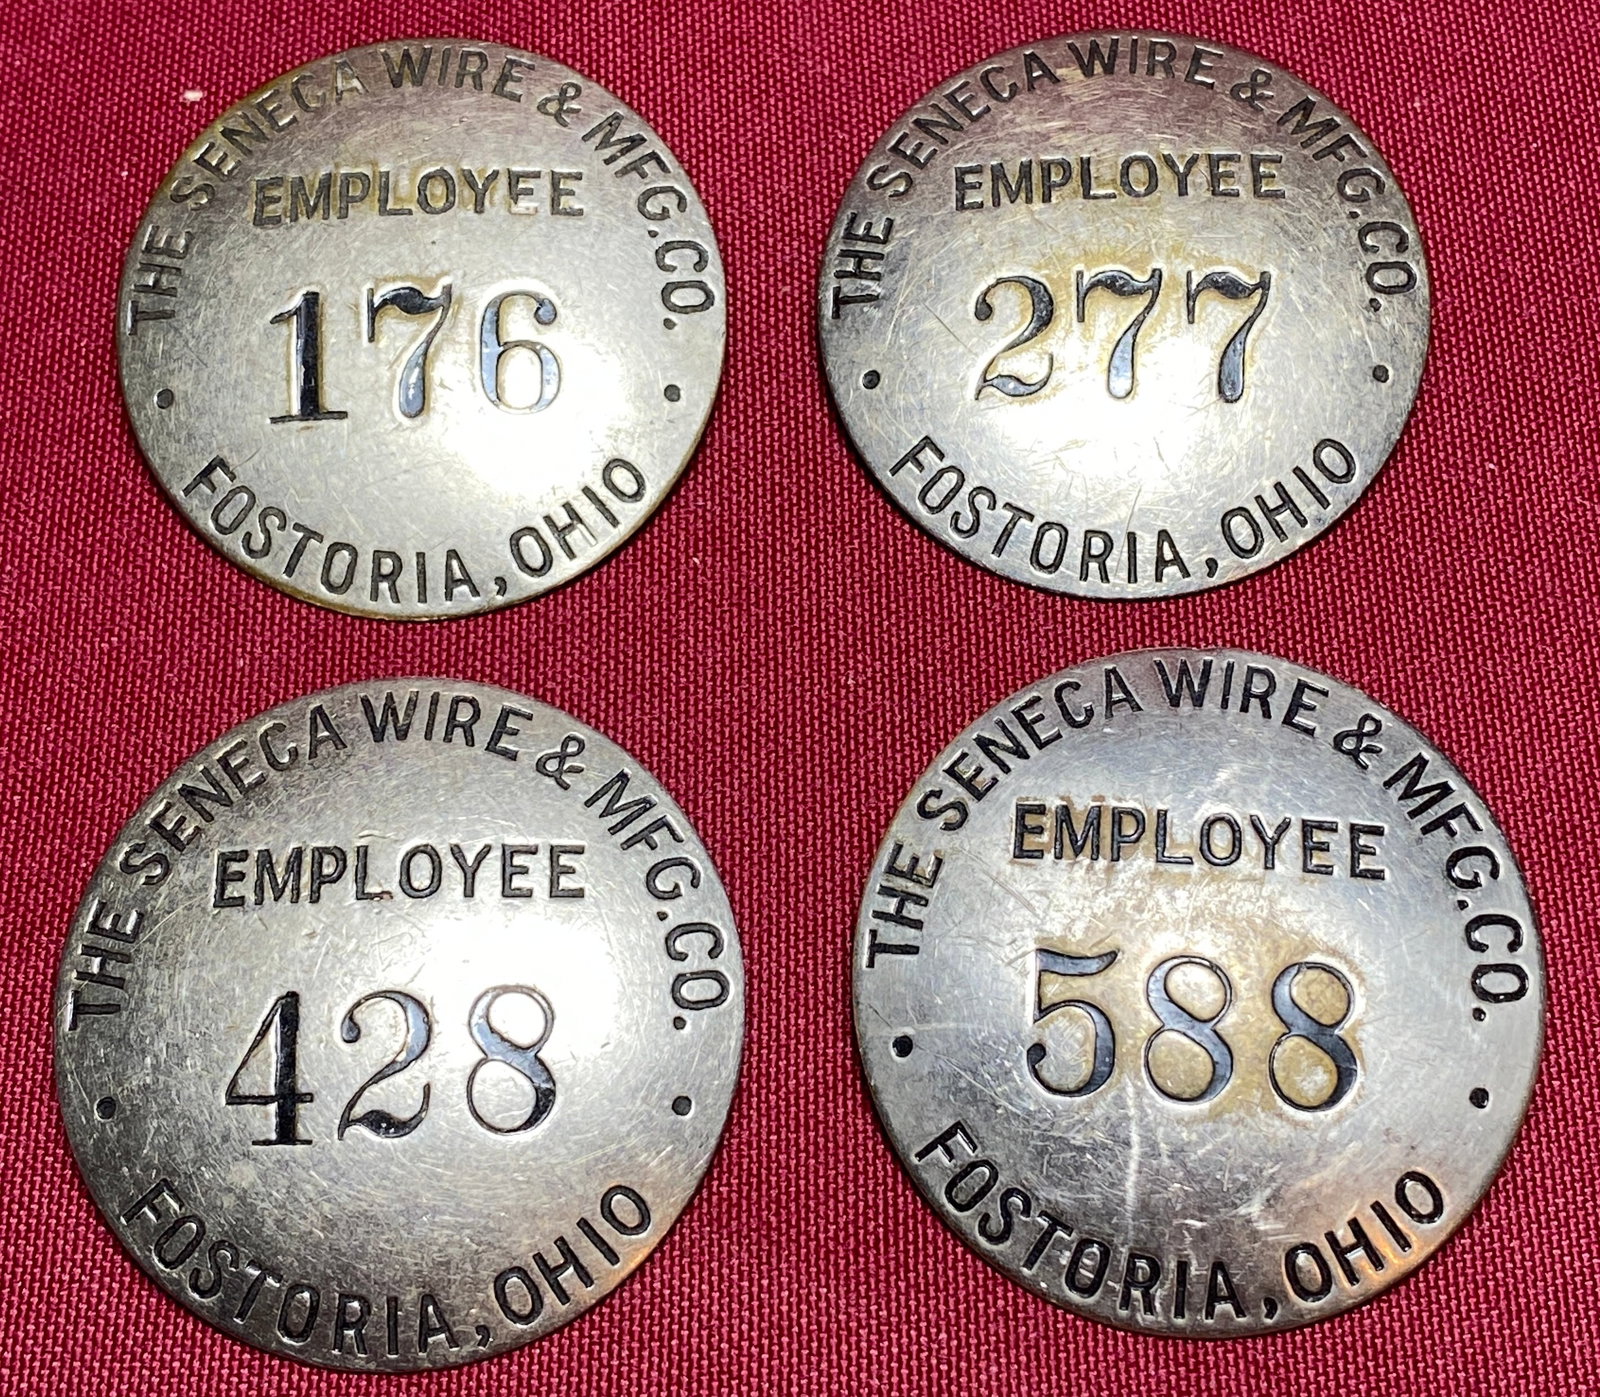 THE SENECA WIRE & MFG. CO.
EMPLOYEE
176
FOSTORIA, OHIO
THE SENECA WIRE & MFG. CO.
EMPLOYEE
277
FOSTORIA, OHIO
THE SENECA WIRE & MFG. CO.
EMPLOYEE
428
FOSTORIA, OHIO
THE SENECA WIRE & MFG. CO.
EMPLOYEE
588
FOSTORIA, OHIO